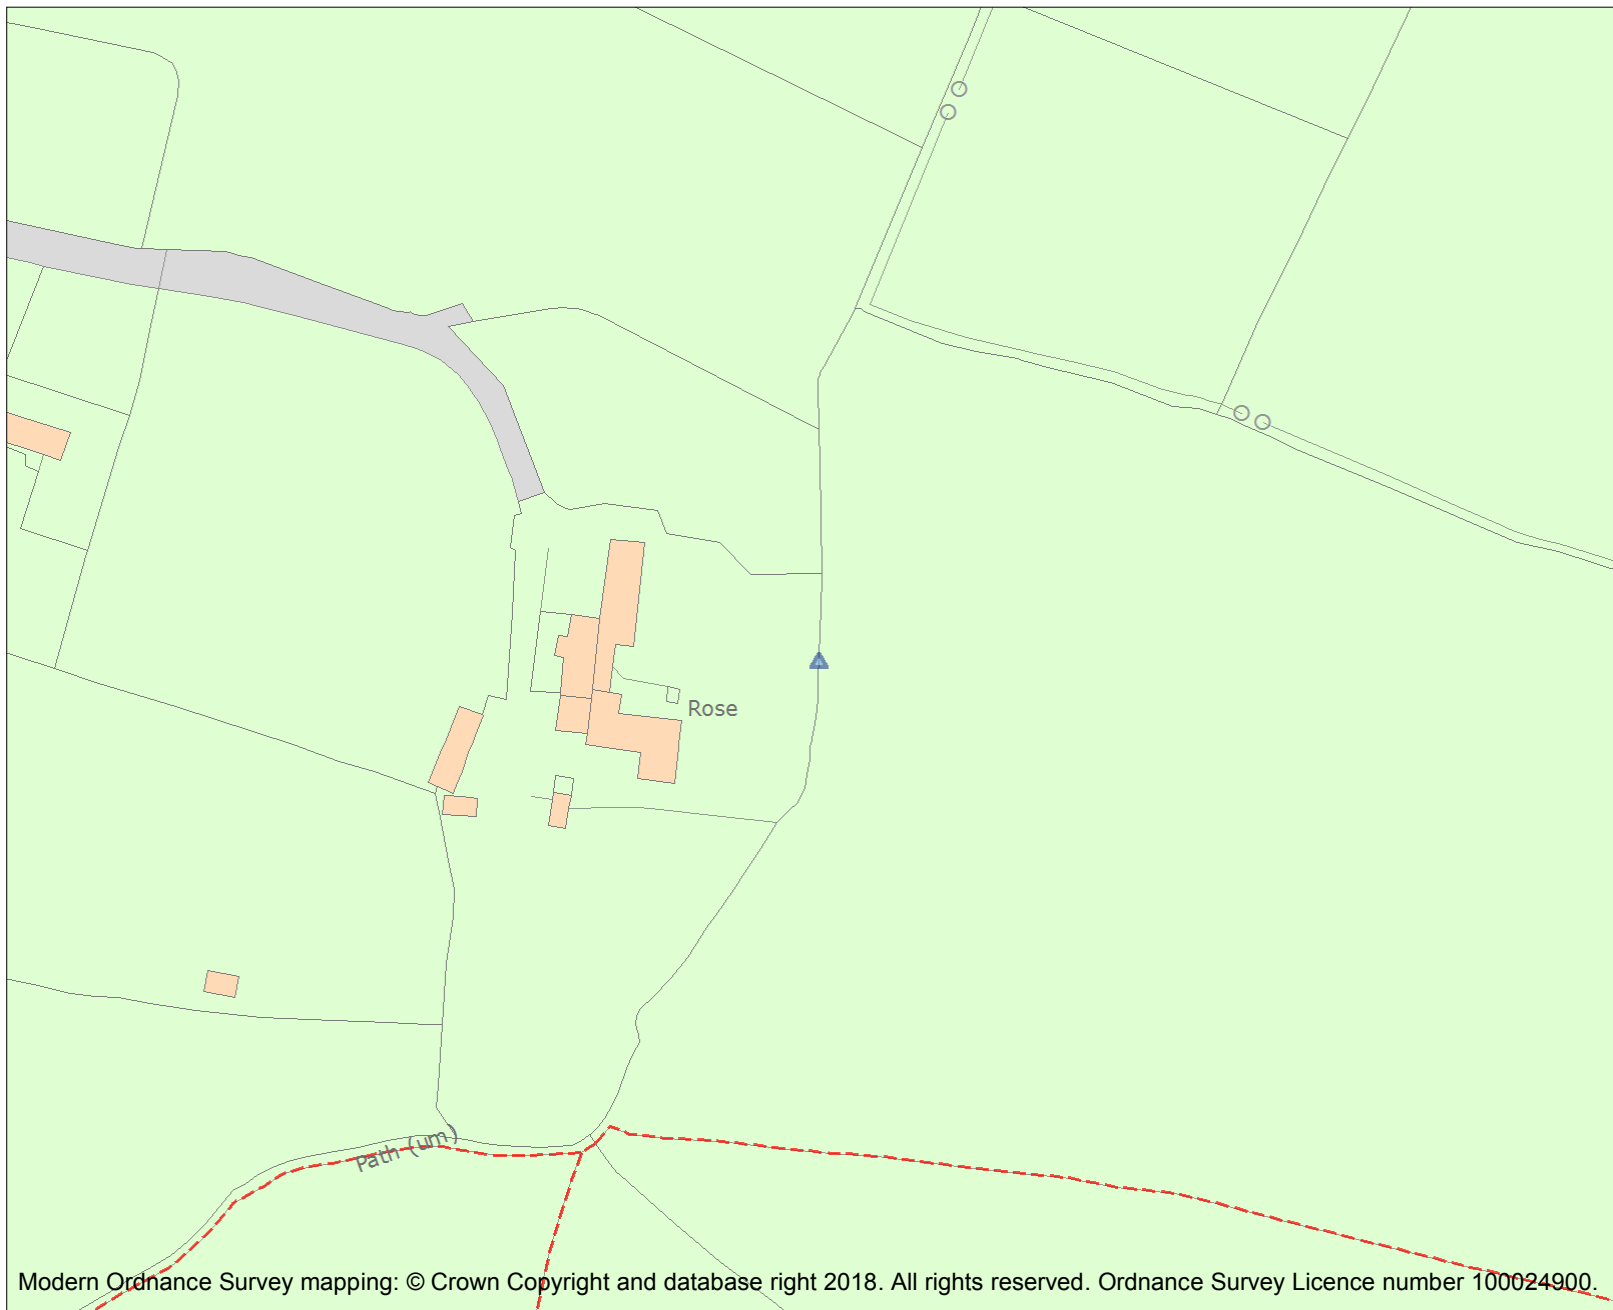 Rose
Path (um)
Modern Ordnance Survey mapping: © Crown Copyright and database right 2018. All rights reserved. Ordnance Survey Licence number 100024900.